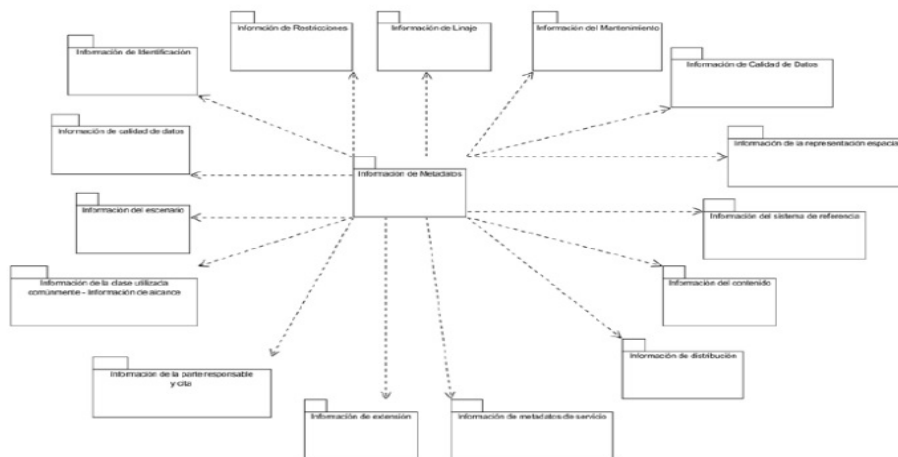 Información de Restricciones
Información de Linaje
Información del Mantenimiento
Información de Identificación
Información de Calidad de Datos
Información de calidad de datos
Información de la representación espacia
Información de Metadatos
Información del escenario
Información del sistema de referencia
Información de la clase utilizada
comúnmente - Información de alcance
Información del contenido
Información de distribución
Información de la parte responsable
y cita
Información de extensión
Información de metadatos de servicio